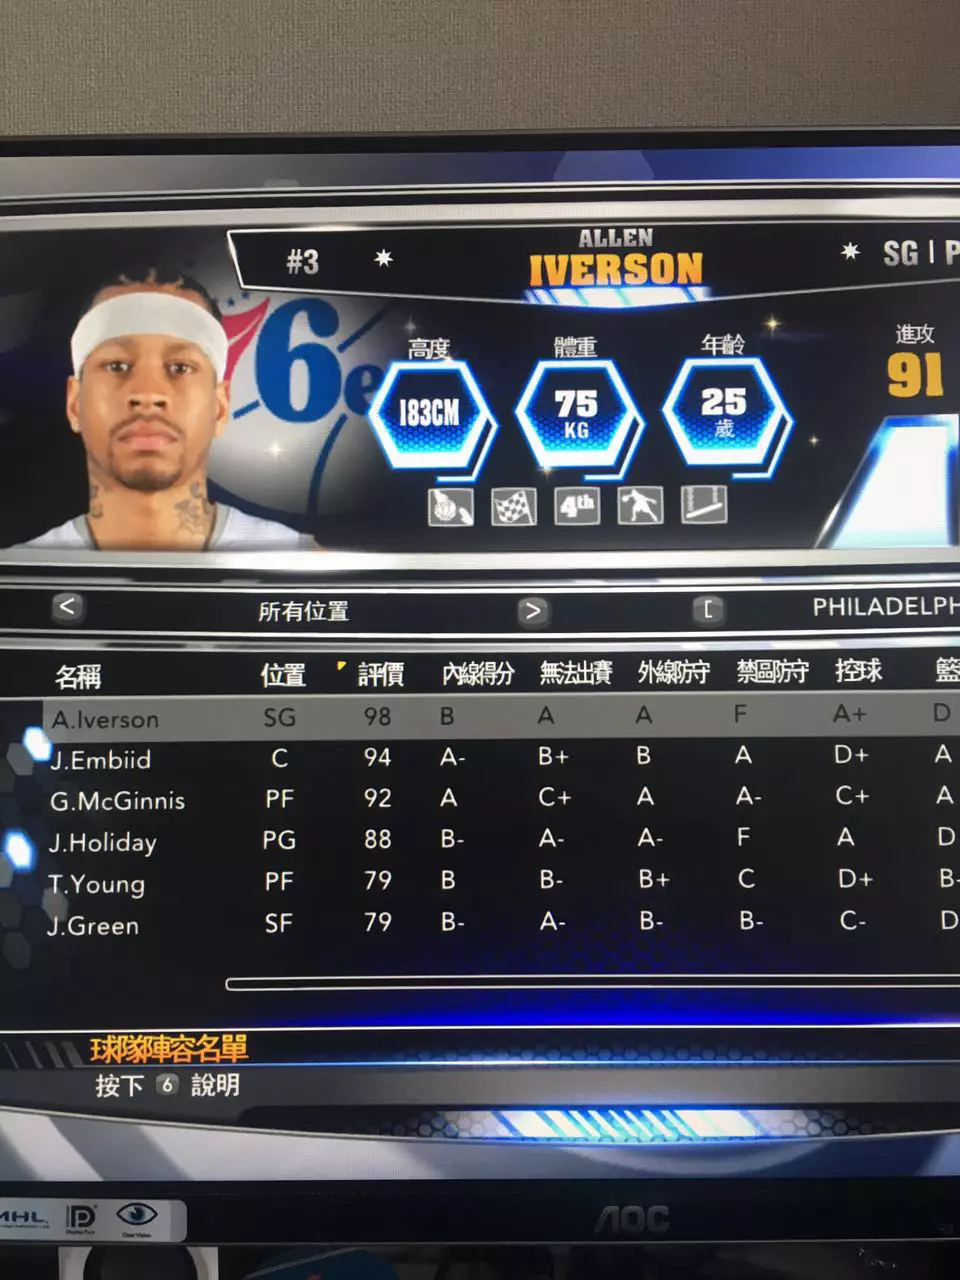 ALLEN
#3 IVERSON SG | P
76e
高度 體重 年齡 進攻
183CM 75 KG 25 歲 91
4th
< 所有位置 > [ PHILADELPH
名稱 位置 評價 內線得分 無法出賽 外線防守 禁區防守 控球 籃
A.Iverson SG 98 B A A F A+ D
J.Embiid C 94 A- B+ B A D+ A
G.McGinnis PF 92 A C+ A A- C+ A
J.Holiday PG 88 B- A- A- F A D
T.Young PF 79 B B- B+ C D+ B-
J.Green SF 79 B- A- B- B- C- D
球隊陣容名單
按下 6 說明
MHL
AOC